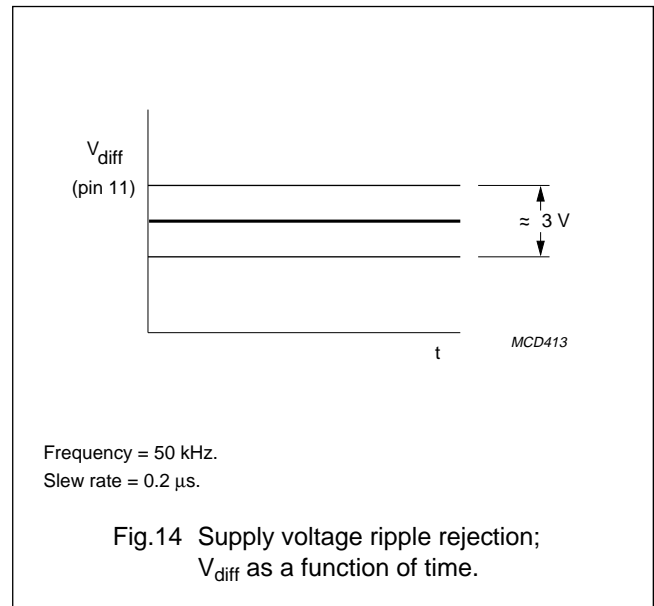 V_diff
(pin 11)
≈ 3 V
t
MCD413
Frequency = 50 kHz.
Slew rate = 0.2 µs.
Fig.14 Supply voltage ripple rejection;
V_diff as a function of time.